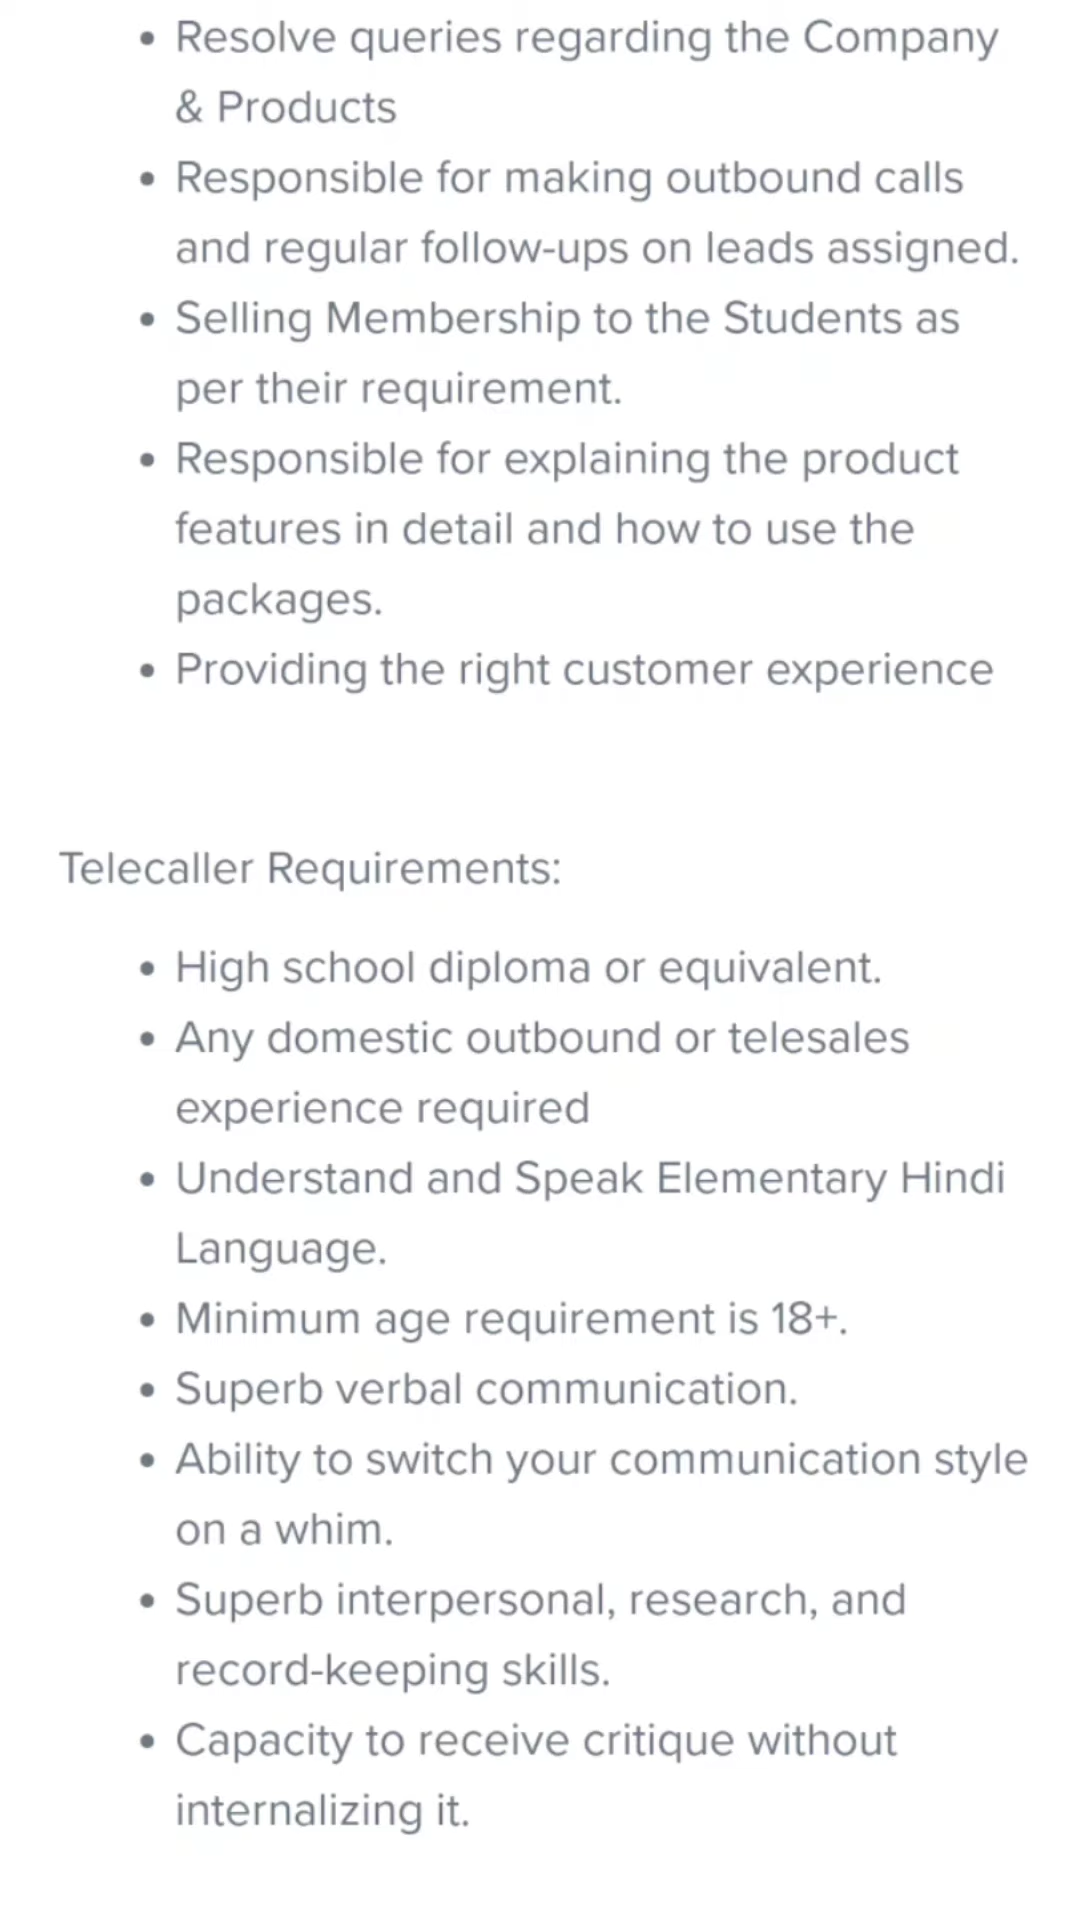 • Resolve queries regarding the Company
& Products
• Responsible for making outbound calls
and regular follow-ups on leads assigned.
• Selling Membership to the Students as
per their requirement.
• Responsible for explaining the product
features in detail and how to use the
packages.
• Providing the right customer experience
Telecaller Requirements:
• High school diploma or equivalent.
• Any domestic outbound or telesales
experience required
• Understand and Speak Elementary Hindi
Language.
• Minimum age requirement is 18+.
• Superb verbal communication.
• Ability to switch your communication style
on a whim.
• Superb interpersonal, research, and
record-keeping skills.
• Capacity to receive critique without
internalizing it.